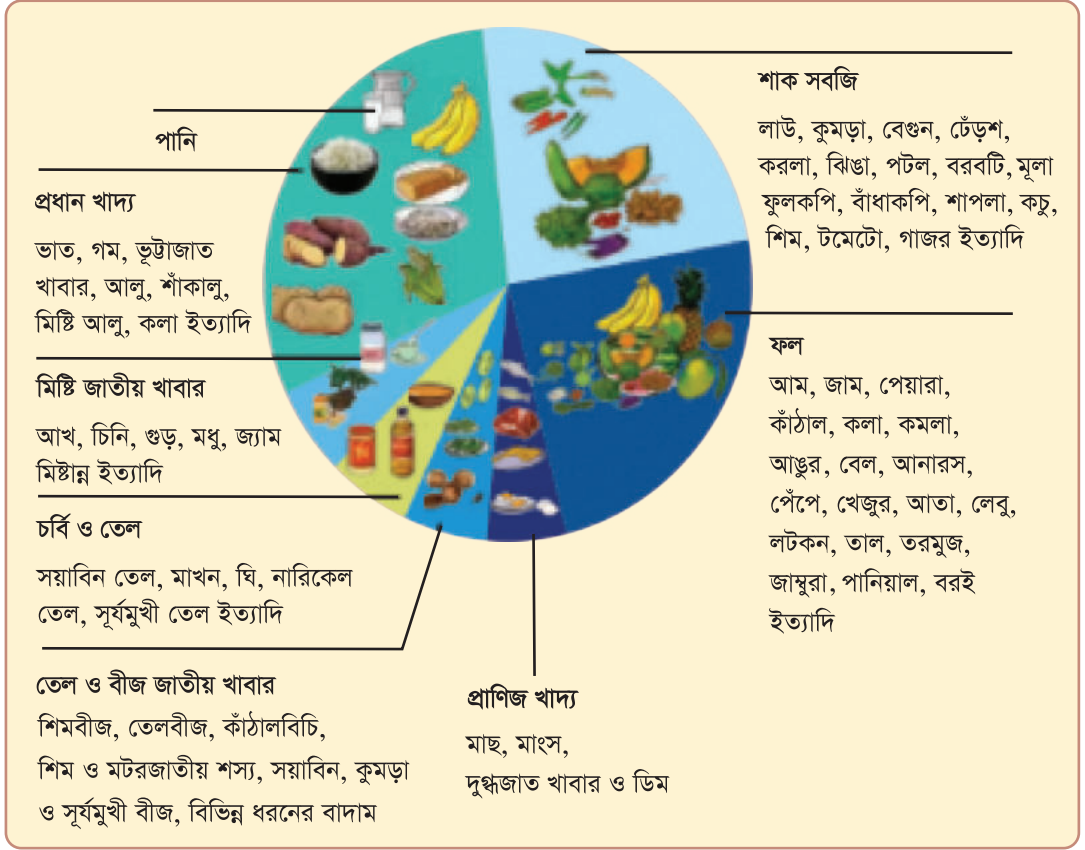 পানি
প্রধান খাদ্য
ভাত, গম, ভূট্টাজাত
খাবার, আলু, শাঁকালু,
মিষ্টি আলু, কলা ইত্যাদি
মিষ্টি জাতীয় খাবার
আখ, চিনি, গুড়, মধু, জ্যাম
মিষ্টান্ন ইত্যাদি
চর্বি ও তেল
সয়াবিন তেল, মাখন, ঘি, নারিকেল
তেল, সূর্যমুখী তেল ইত্যাদি
তেল ও বীজ জাতীয় খাবার
শিমবীজ, তেলবীজ, কাঁঠালবিচি,
শিম ও মটরজাতীয় শস্য, সয়াবিন, কুমড়া
ও সূর্যমুখী বীজ, বিভিন্ন ধরনের বাদাম
প্রাণিজ খাদ্য
মাছ, মাংস,
দুগ্ধজাত খাবার ও ডিম
শাক সবজি
লাউ, কুমড়া, বেগুন, ঢেঁড়শ,
করলা, ঝিঙা, পটল, বরবটি, মূলা
ফুলকপি, বাঁধাকপি, শাপলা, কচু,
শিম, টমেটো, গাজর ইত্যাদি
ফল
আম, জাম, পেয়ারা,
কাঁঠাল, কলা, কমলা,
আঙুর, বেল, আনারস,
পেঁপে, খেজুর, আতা, লেবু,
লটকন, তাল, তরমুজ,
জাম্বুরা, পানিয়াল, বরই
ইত্যাদি